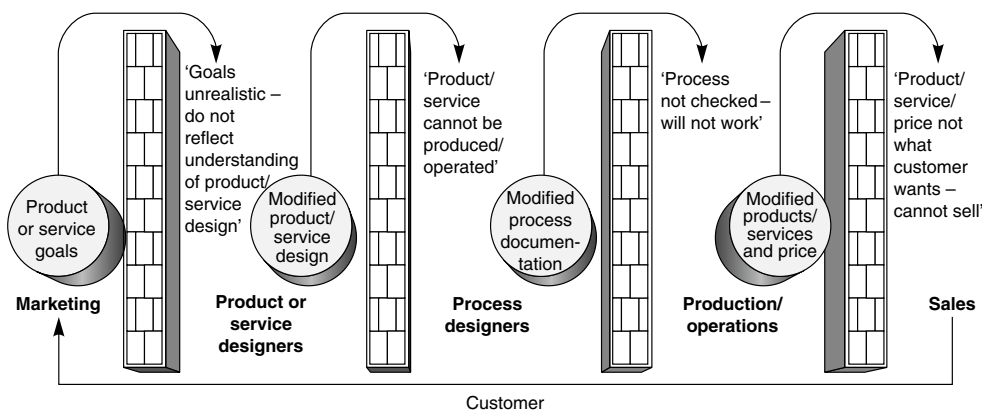 Product
or service
goals
Marketing
‘Goals
unrealistic –
do not
reflect
understanding
of product/
service
design’
Modified
product/
service
design
Product or
service
designers
‘Product/
service
cannot be
produced/
operated’
Modified
process
documen-
tation
Process
designers
‘Process
not checked –
will not work’
Modified
products/
services
and price
Production/
operations
‘Product/
service/
price not
what
customer
wants –
cannot sell’
Sales
Customer